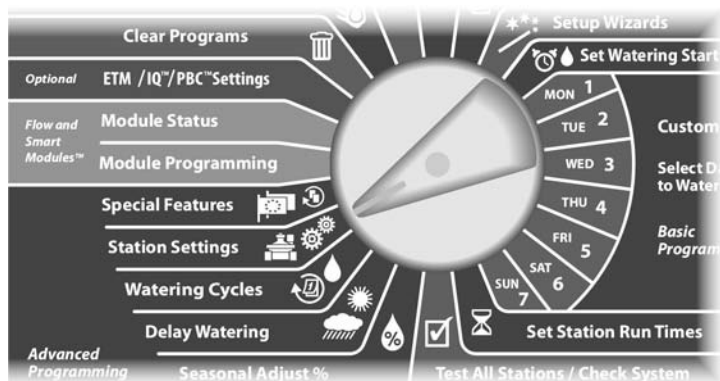 Clear Programs
Optional
ETM /IQ™/PBC™Settings
Flow and
Smart
Modules™
Module Status
Module Programming
Special Features
Station Settings
Watering Cycles
Delay Watering
Advanced
Programming
Seasonal Adjust %
%
Setup Wizards
Set Watering Start
MON 1
TUE 2
WED 3
THU 4
FRI 5
SAT 6
SUN 7
Custom
Select Da
to Water
Basic
Program
Set Station Run Times
Test All Stations / Check System